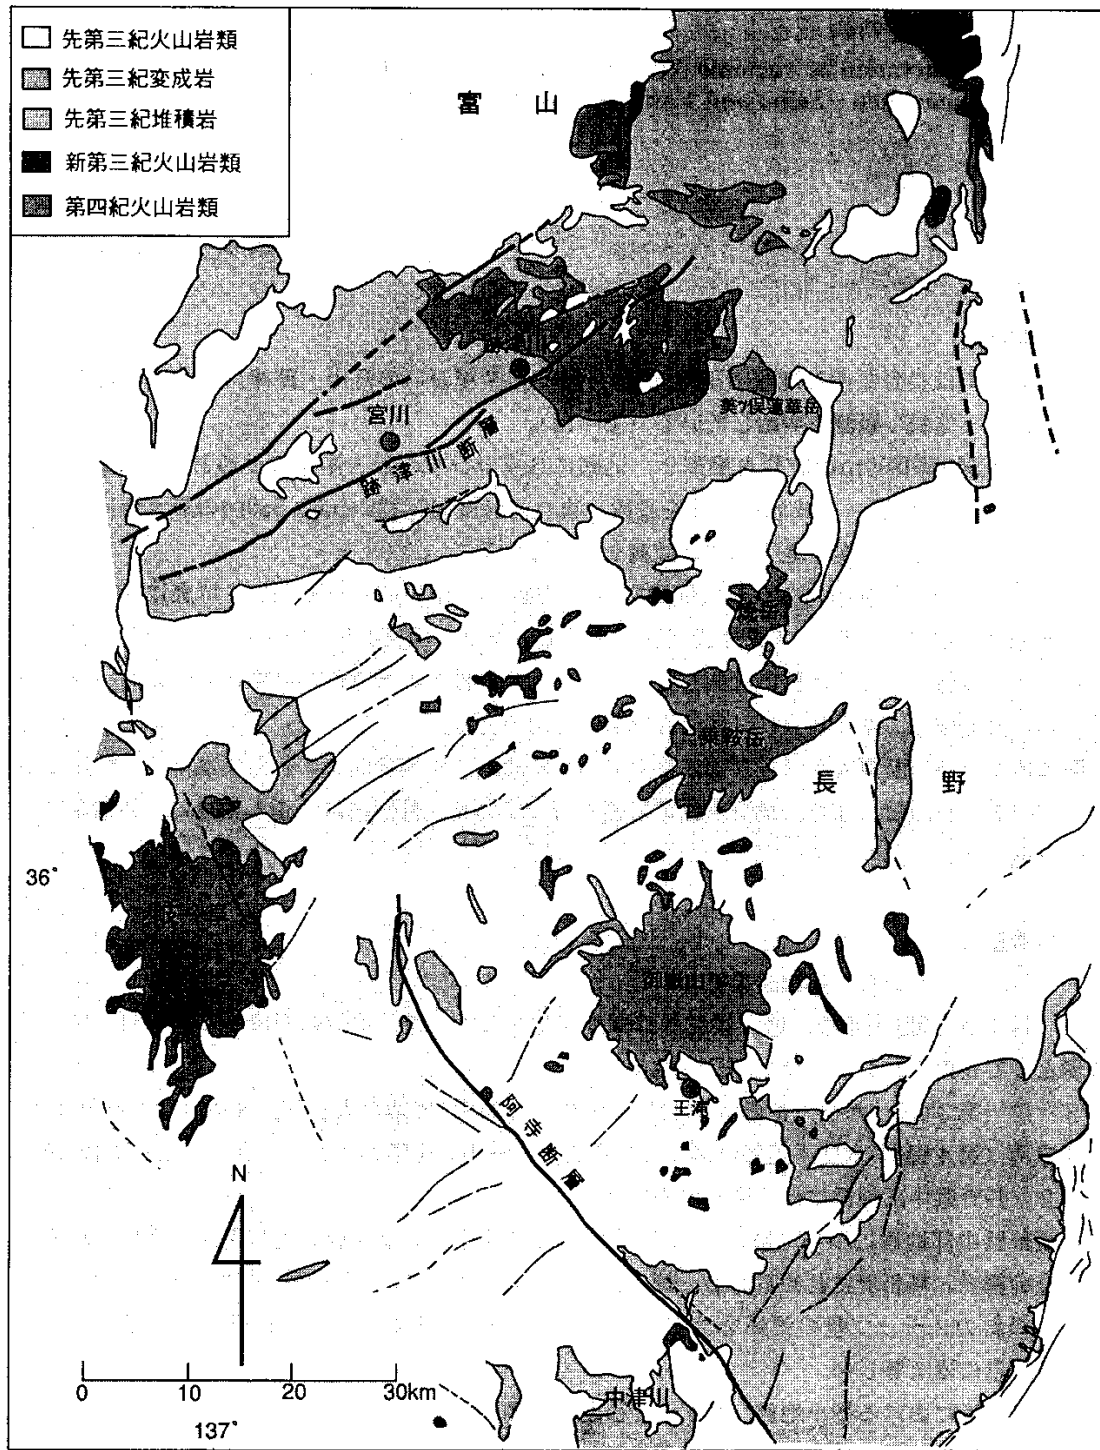 先第三紀火山岩類
先第三紀変成岩
先第三紀堆積岩
新第三紀火山岩類
第四紀火山岩類
富 山
宮川
跡津川断層
乗鞍岳
長 野
36°
王滝
阿寺断層
N
0 10 20 30km
137°
中津川